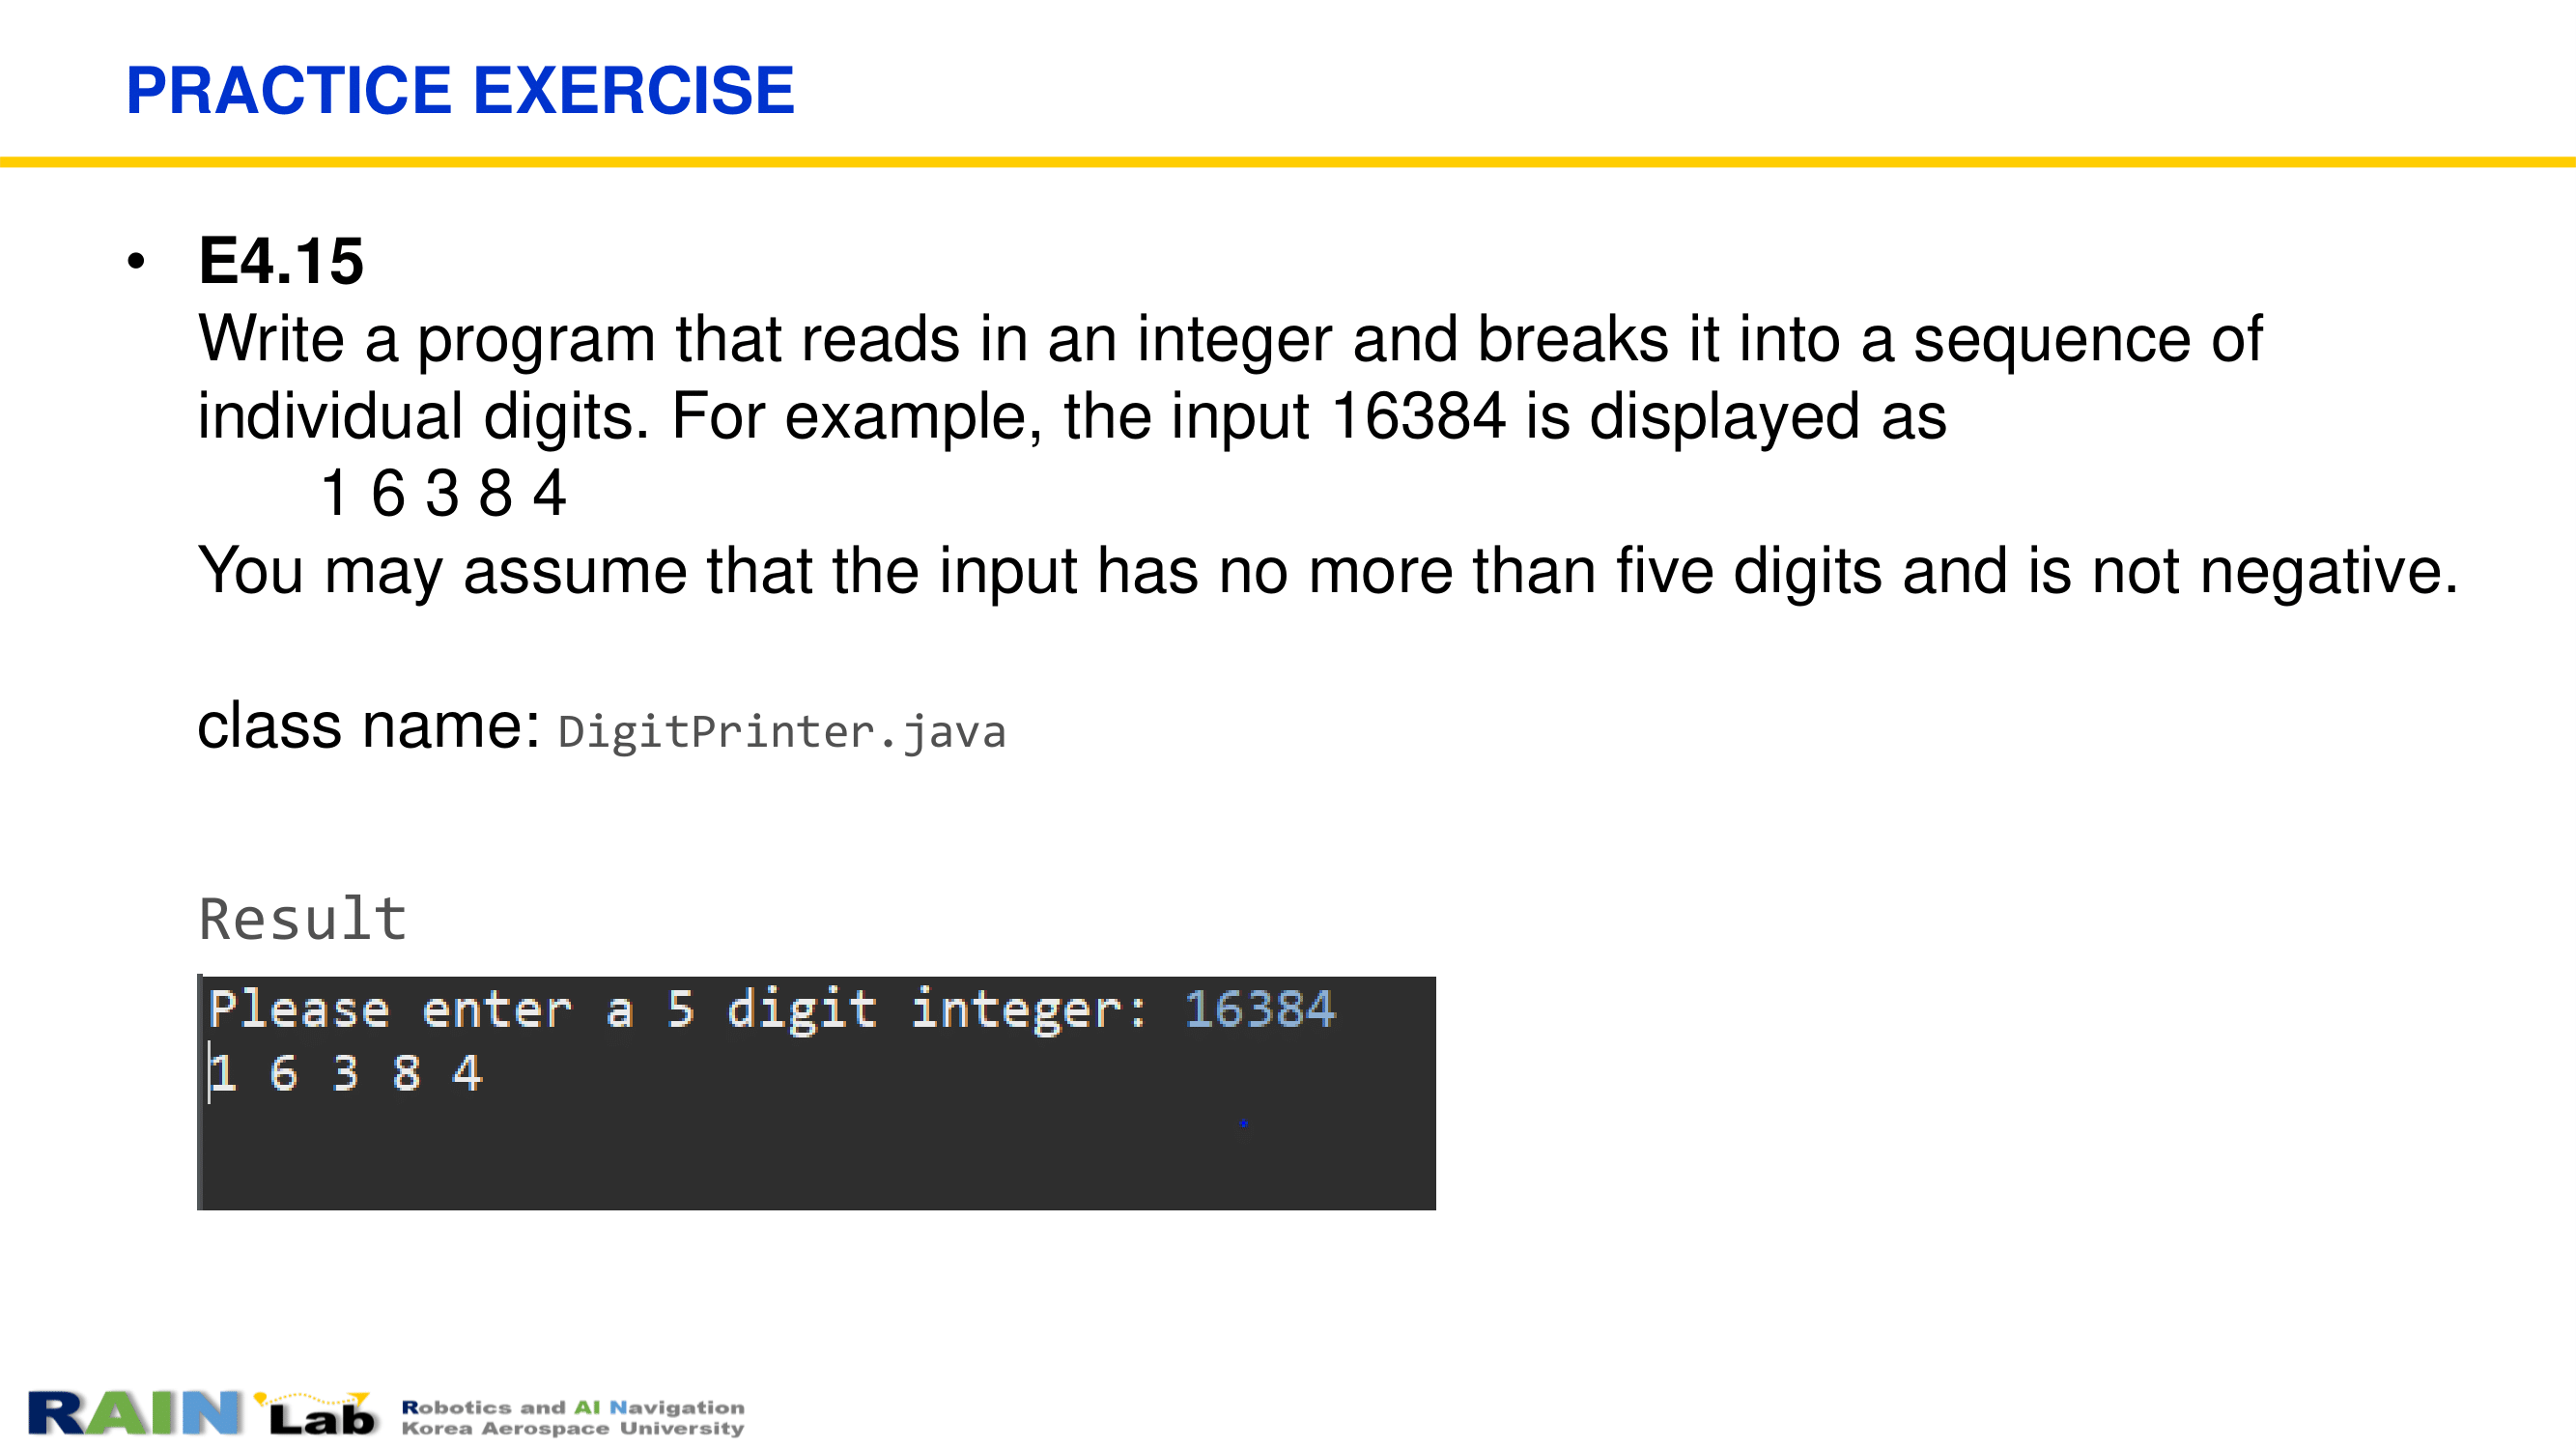 PRACTICE EXERCISE
• E4.15
Write a program that reads in an integer and breaks it into a sequence of
individual digits. For example, the input 16384 is displayed as
1 6 3 8 4
You may assume that the input has no more than five digits and is not negative.
class name: DigitPrinter.java
Result
Please enter a 5 digit integer: 16384
1 6 3 8 4
RAIN Lab
Robotics and AI Navigation
Korea Aerospace University